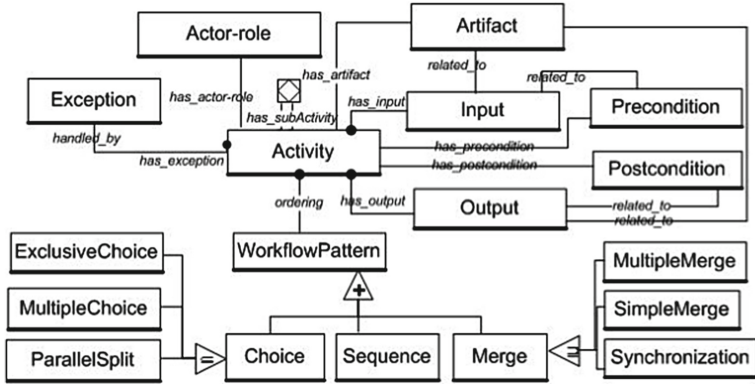 Actor-role
Artifact
has_artifact
related_to
related_to
Exception
has_actor-role
has_subActivity
has_input
Input
Precondition
handled_by
has_exception
Activity
has_precondition
has_postcondition
Postcondition
ordering
has_output
Output
related_to
related_to
ExclusiveChoice
WorkflowPattern
MultipleMerge
MultipleChoice
+
SimpleMerge
ParallelSplit
=
Choice
Sequence
Merge
=
Synchronization